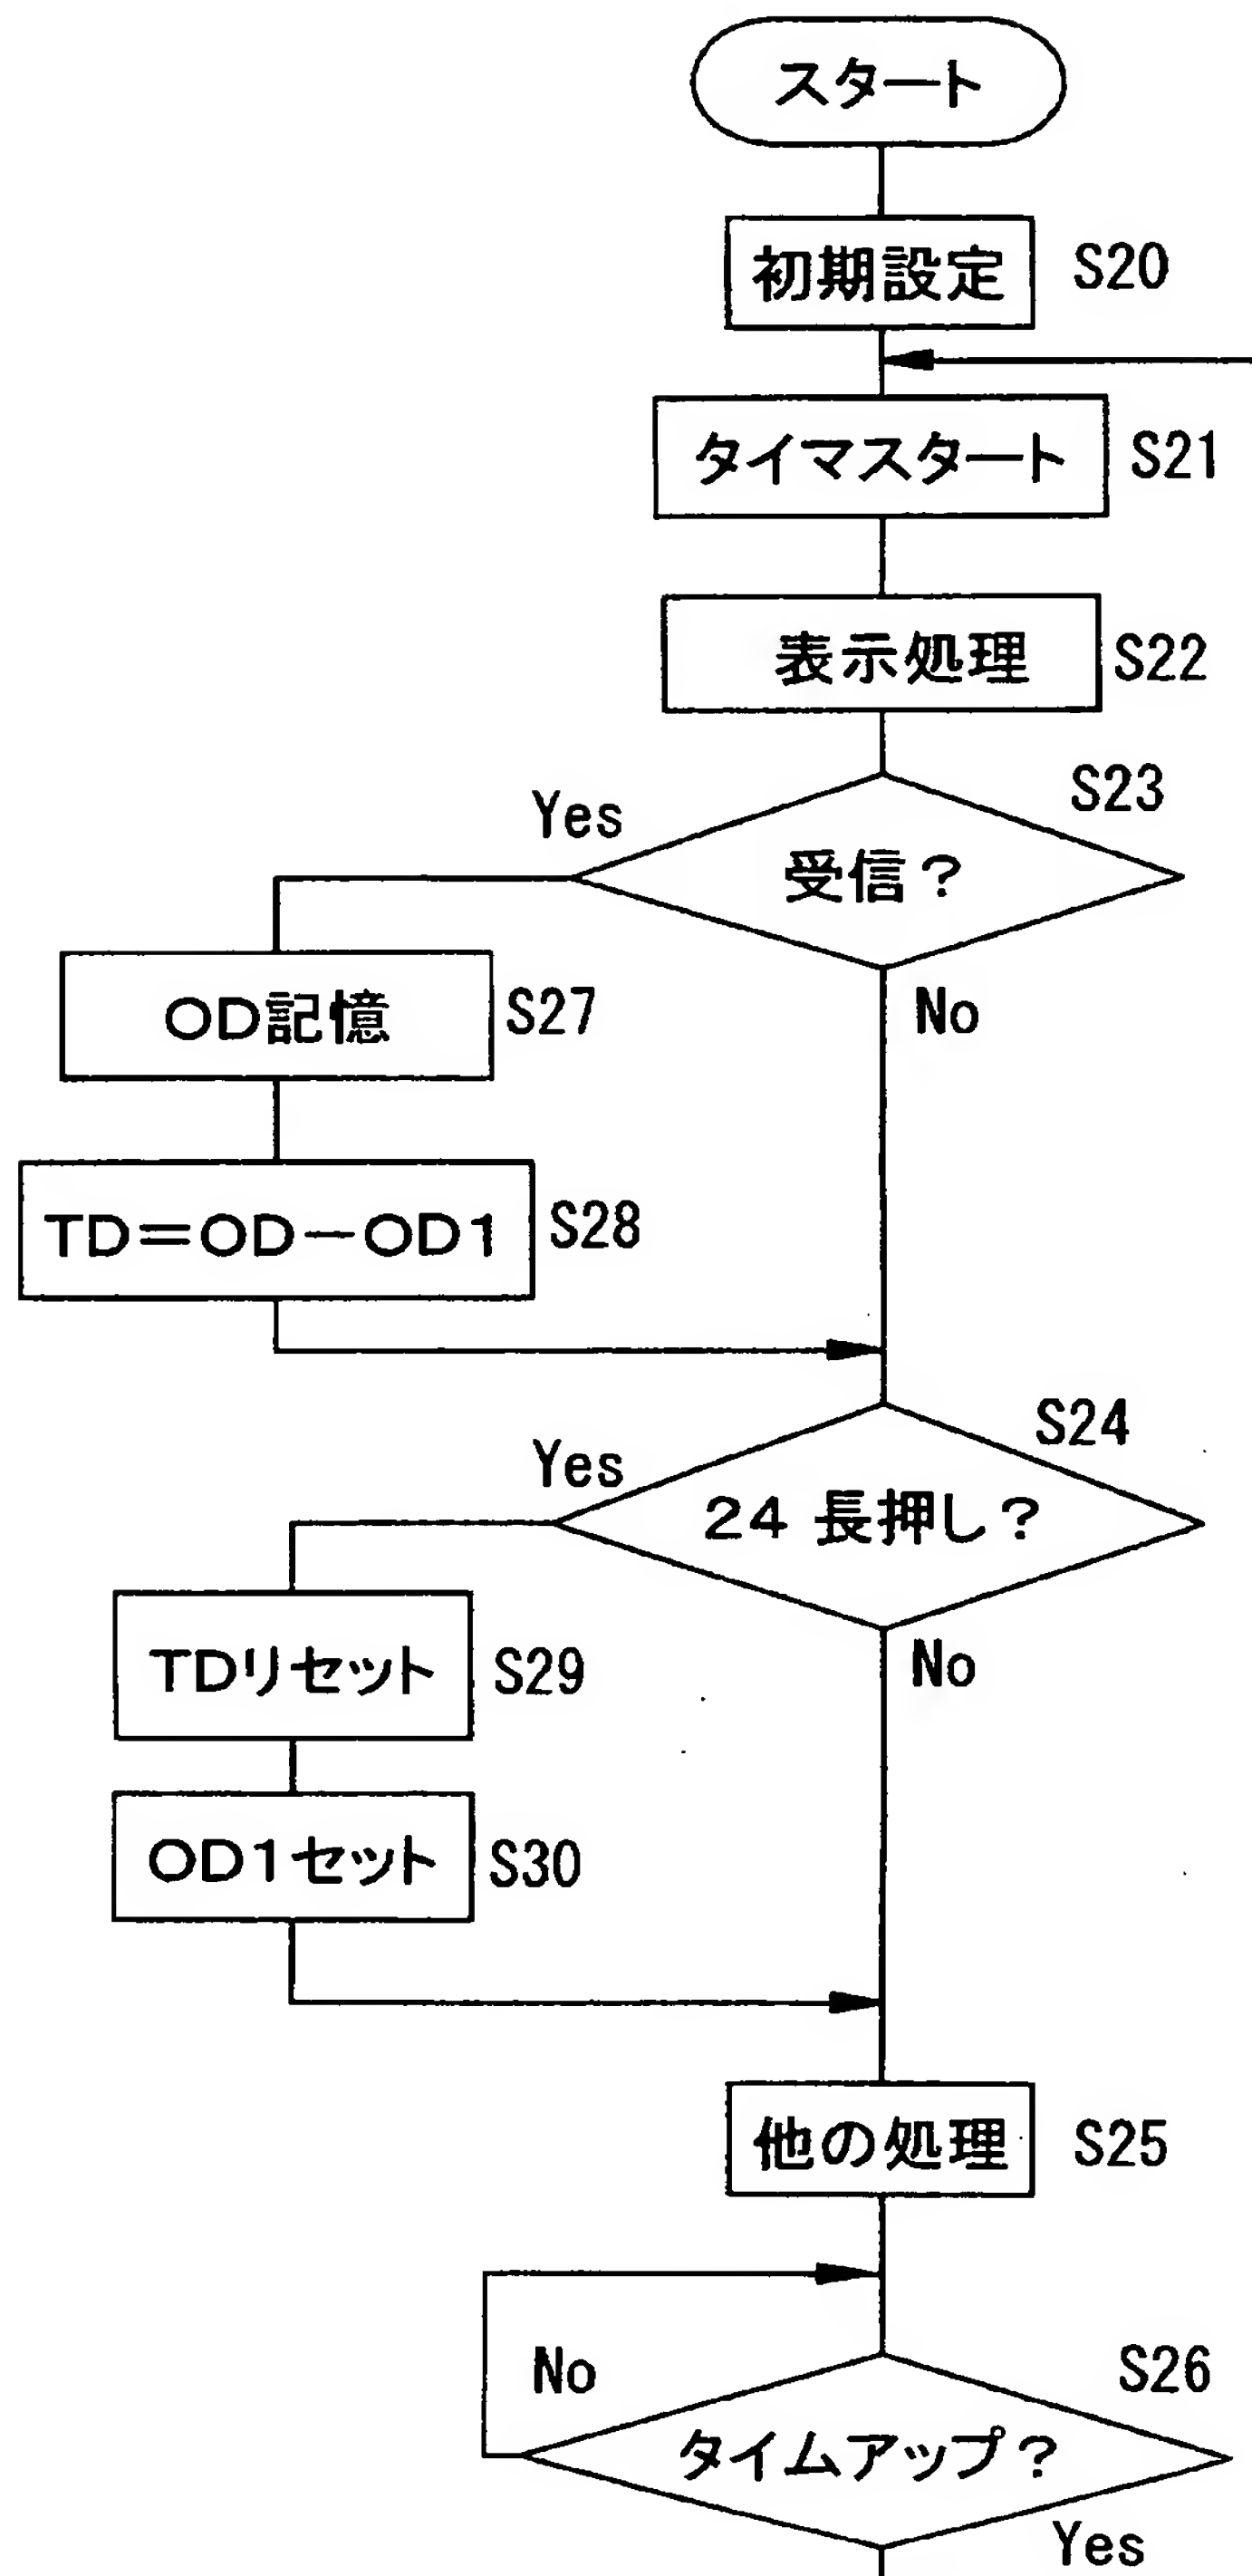 スタート
初期設定 S20
タイマスタート S21
表示処理 S22
S23
Yes
受信？
No
OD記憶 S27
TD＝OD－OD1 S28
S24
Yes
24 長押し？
No
TDリセット S29
OD1セット S30
他の処理 S25
S26
No
タイムアップ？
Yes